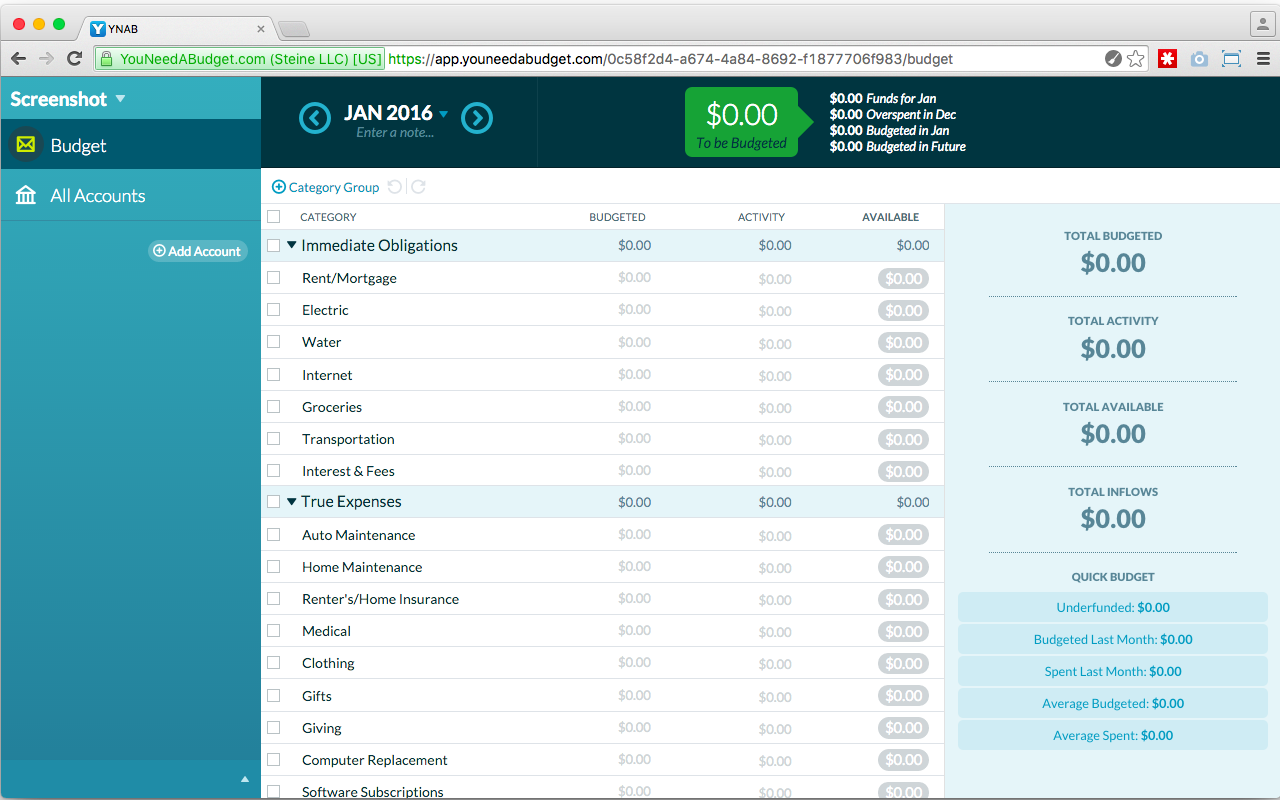 YNAB
YouNeedABudget.com (Steine LLC) [US] https://app.youneedabudget.com/0c58f2d4-a674-4a84-8692-f1877706f983/budget
Screenshot
Budget
All Accounts
Add Account
JAN 2016
Enter a note...
$0.00
To be Budgeted
$0.00 Funds for Jan
$0.00 Overspent in Dec
$0.00 Budgeted in Jan
$0.00 Budgeted in Future
Category Group
CATEGORY BUDGETED ACTIVITY AVAILABLE
Immediate Obligations $0.00 $0.00 $0.00
Rent/Mortgage $0.00 $0.00 $0.00
Electric $0.00 $0.00 $0.00
Water $0.00 $0.00 $0.00
Internet $0.00 $0.00 $0.00
Groceries $0.00 $0.00 $0.00
Transportation $0.00 $0.00 $0.00
Interest & Fees $0.00 $0.00 $0.00
True Expenses $0.00 $0.00 $0.00
Auto Maintenance $0.00 $0.00 $0.00
Home Maintenance $0.00 $0.00 $0.00
Renter's/Home Insurance $0.00 $0.00 $0.00
Medical $0.00 $0.00 $0.00
Clothing $0.00 $0.00 $0.00
Gifts $0.00 $0.00 $0.00
Giving $0.00 $0.00 $0.00
Computer Replacement $0.00 $0.00 $0.00
Software Subscriptions $0.00 $0.00 $0.00
TOTAL BUDGETED
$0.00
TOTAL ACTIVITY
$0.00
TOTAL AVAILABLE
$0.00
TOTAL INFLOWS
$0.00
QUICK BUDGET
Underfunded: $0.00
Budgeted Last Month: $0.00
Spent Last Month: $0.00
Average Budgeted: $0.00
Average Spent: $0.00